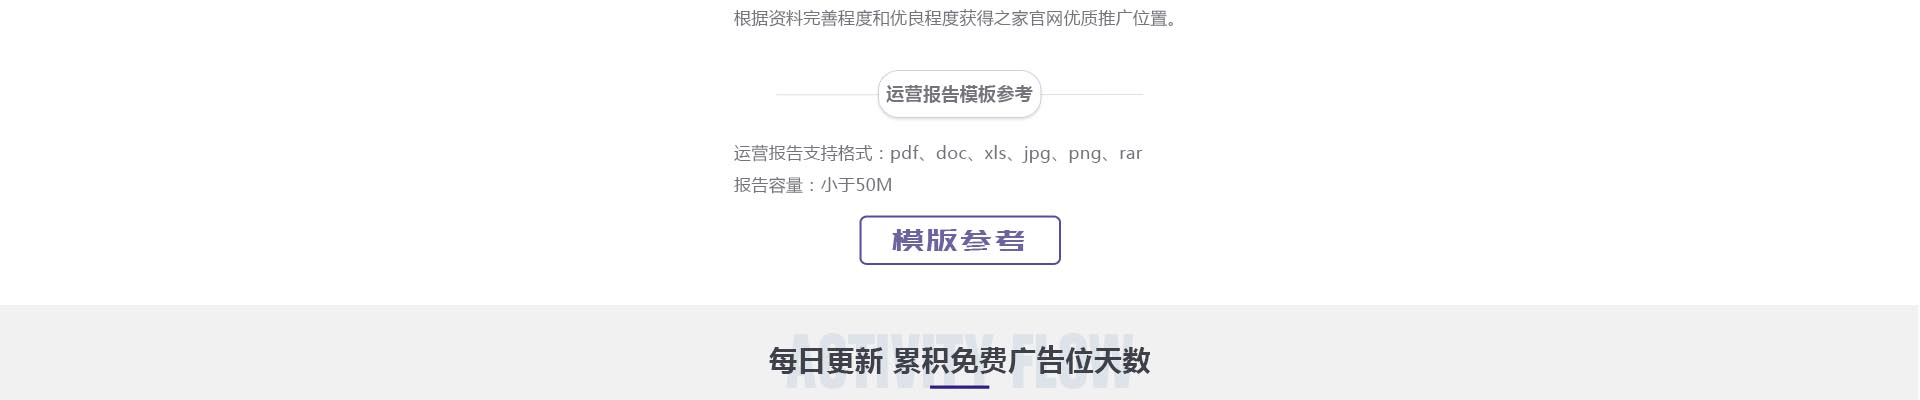 根据资料完善程度和优良程度获得之家官网优质推广位置。
运营报告模板参考
运营报告支持格式：pdf、doc、xls、jpg、png、rar
报告容量：小于50M
模版参考
ACTIVITY FLOW
每日更新 累积免费广告位天数